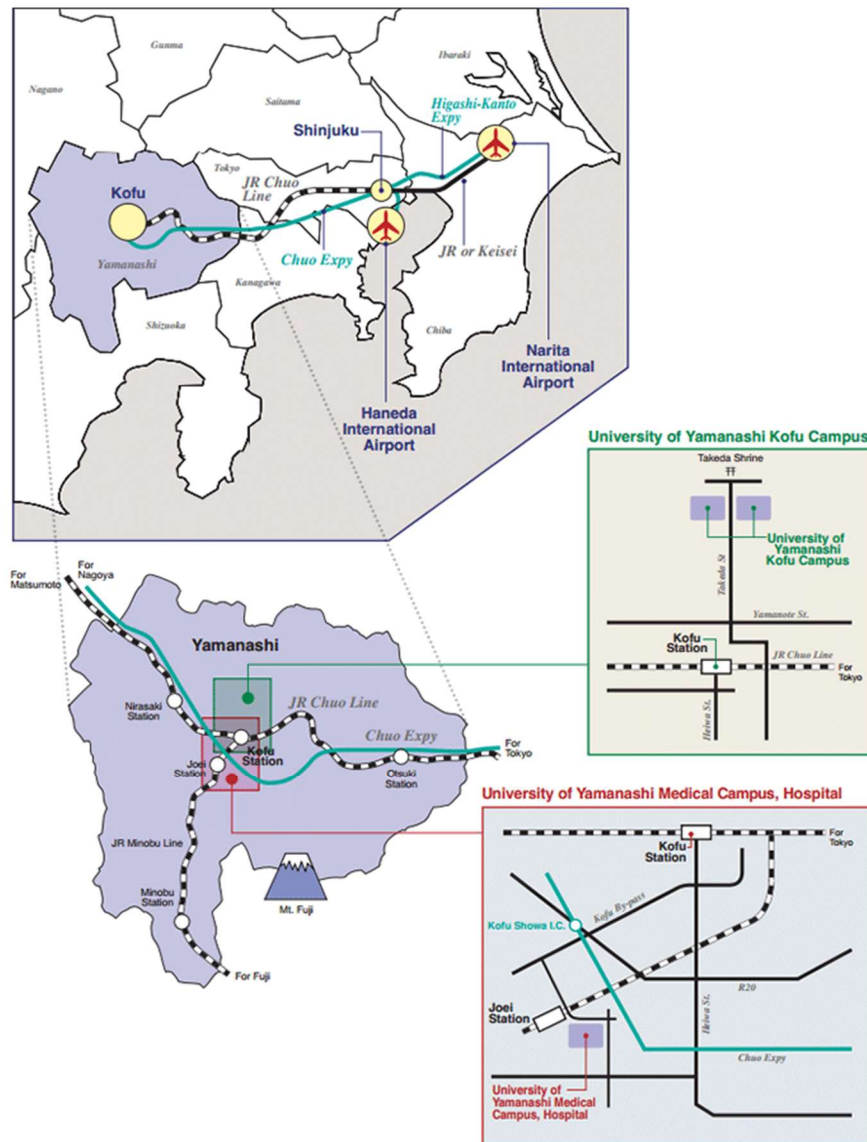 Gunma
Nagano
Ibaraki
Saitama
Higashi-Kanto
Expy
Shinjuku
Tokyo
JR Chuo
Line
Kofu
Chuo Expy
JR or Keisei
Yamanashi
Kanagawa
Shizuoka
Chiba
Narita
International
Airport
Haneda
International
Airport
University of Yamanashi Kofu Campus
Takeda Shrine
University of
Yamanashi
Kofu Campus
Takeda St
Yamanote St.
Kofu
Station
JR Chuo Line
For
Tokyo
Heiwa St.
For
Matsumoto
For
Nagoya
Yamanashi
Nirasaki
Station
JR Chuo Line
Chuo Expy
Kofu
Station
Joei
Station
Otsuki
Station
For
Tokyo
JR Minobu Line
Minobu
Station
Mt. Fuji
For Fuji
University of Yamanashi Medical Campus, Hospital
Kofu
Station
For
Tokyo
Kofu By-pass
Kofu Showa I.C.
R20
Joei
Station
Heiwa St.
Chuo Expy
University of
Yamanashi Medical
Campus, Hospital